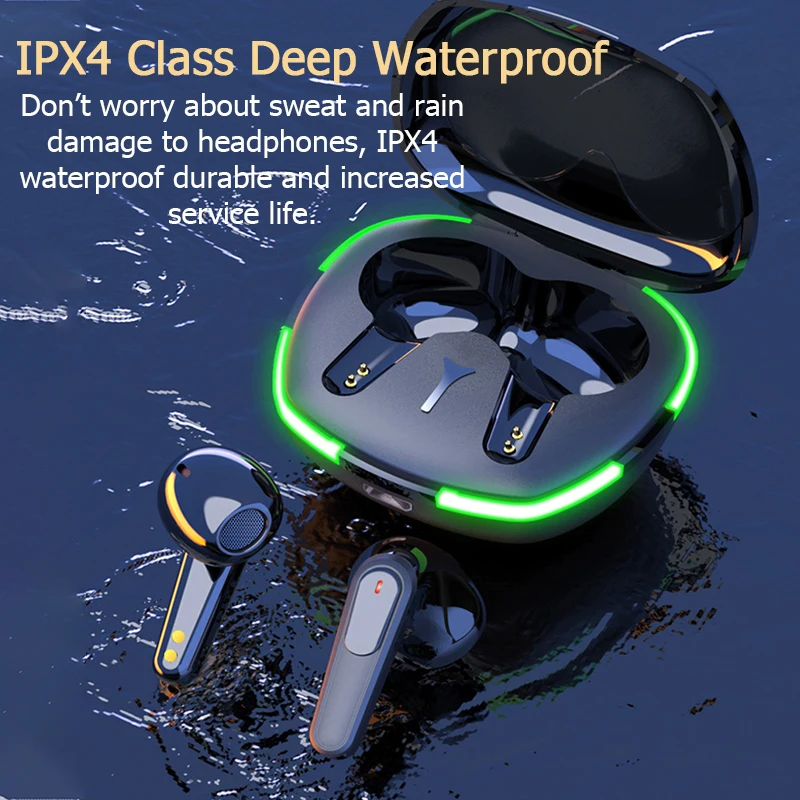 IPX4 Class Deep Waterproof
Don't worry about sweat and rain
damage to headphones, IPX4
waterproof durable and increased
service life.